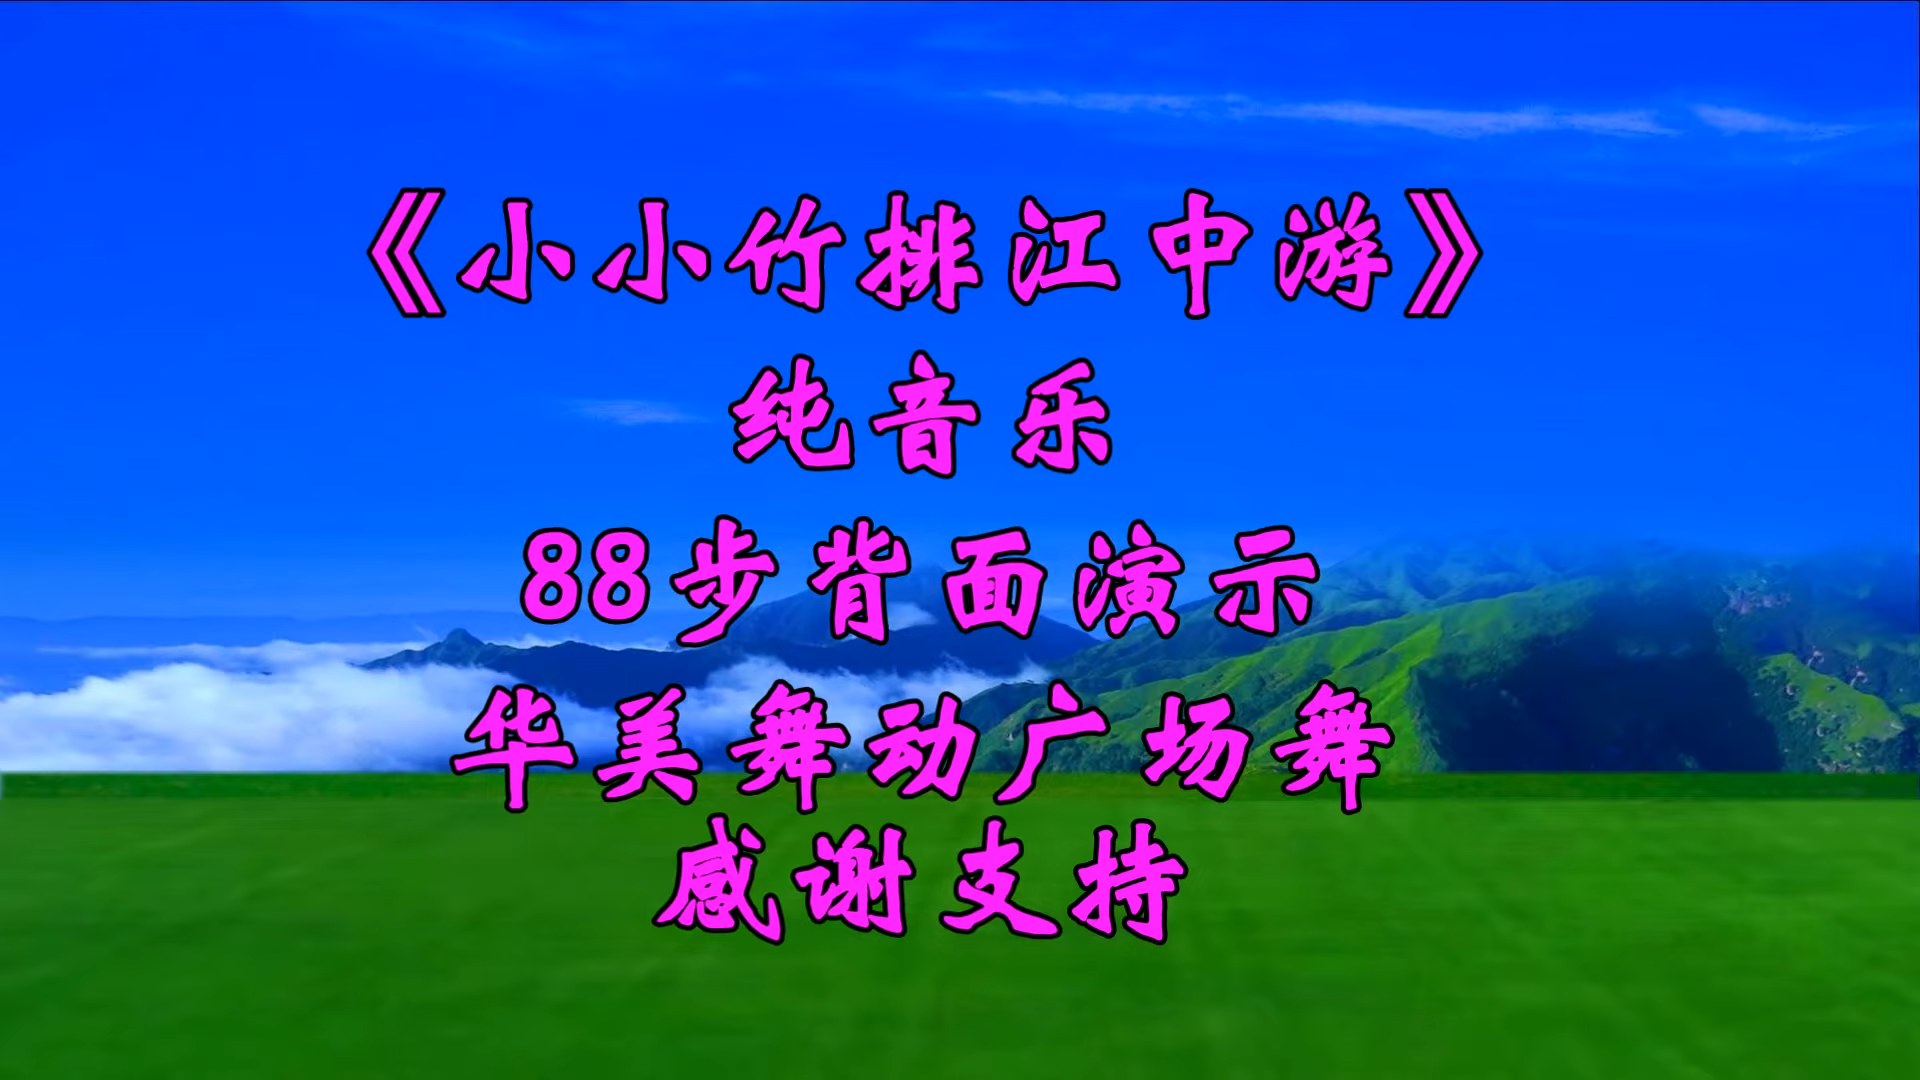 《小小竹排江中游》
纯音乐
88步背面演示
华美舞动广场舞
感谢支持